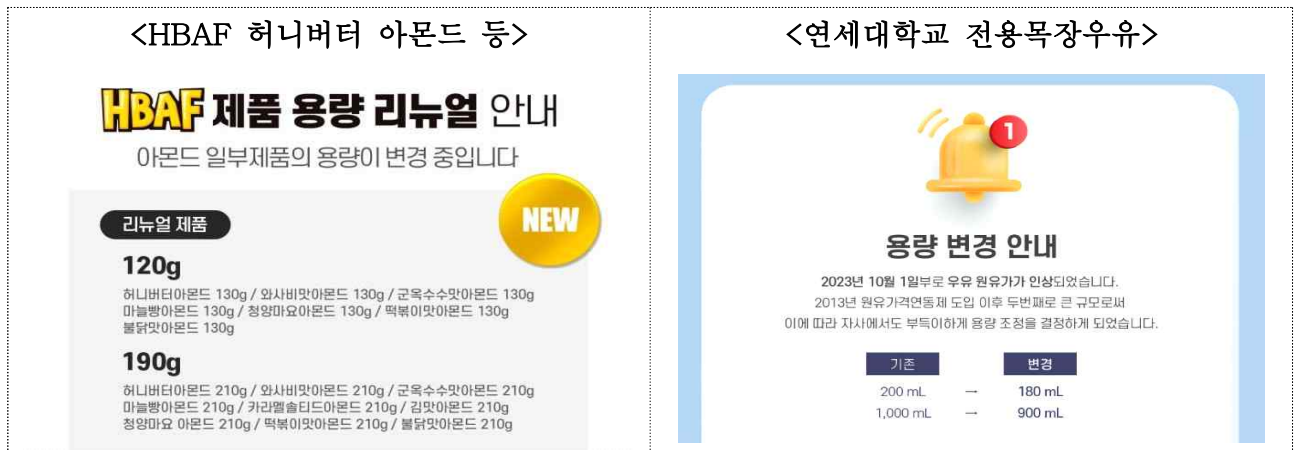 <HBAF 허니버터 아몬드 등>
HBAF 제품 용량 리뉴얼 안내
아몬드 일부제품의 용량이 변경 중입니다
NEW
리뉴얼 제품
120g
허니버터아몬드 130g / 와사비맛아몬드 130g / 군옥수수맛아몬드 130g
마늘빵아몬드 130g / 청양마요아몬드 130g / 떡볶이맛아몬드 130g
불닭맛아몬드 130g
190g
허니버터아몬드 210g / 와사비맛아몬드 210g / 군옥수수맛아몬드 210g
마늘빵아몬드 210g / 카라멜솔티드아몬드 210g / 김맛아몬드 210g
청양마요 아몬드 210g / 떡볶이맛아몬드 210g / 불닭맛아몬드 210g
<연세대학교 전용목장우유>
1
용량 변경 안내
2023년 10월 1일부로 우유 원유가가 인상되었습니다.
2013년 원유가격연동제 도입 이후 두번째로 큰 규모로써
이에 따라 자사에서도 부득이하게 용량 조정을 결정하게 되었습니다.
기존 변경
200 mL → 180 mL
1,000 mL → 900 mL